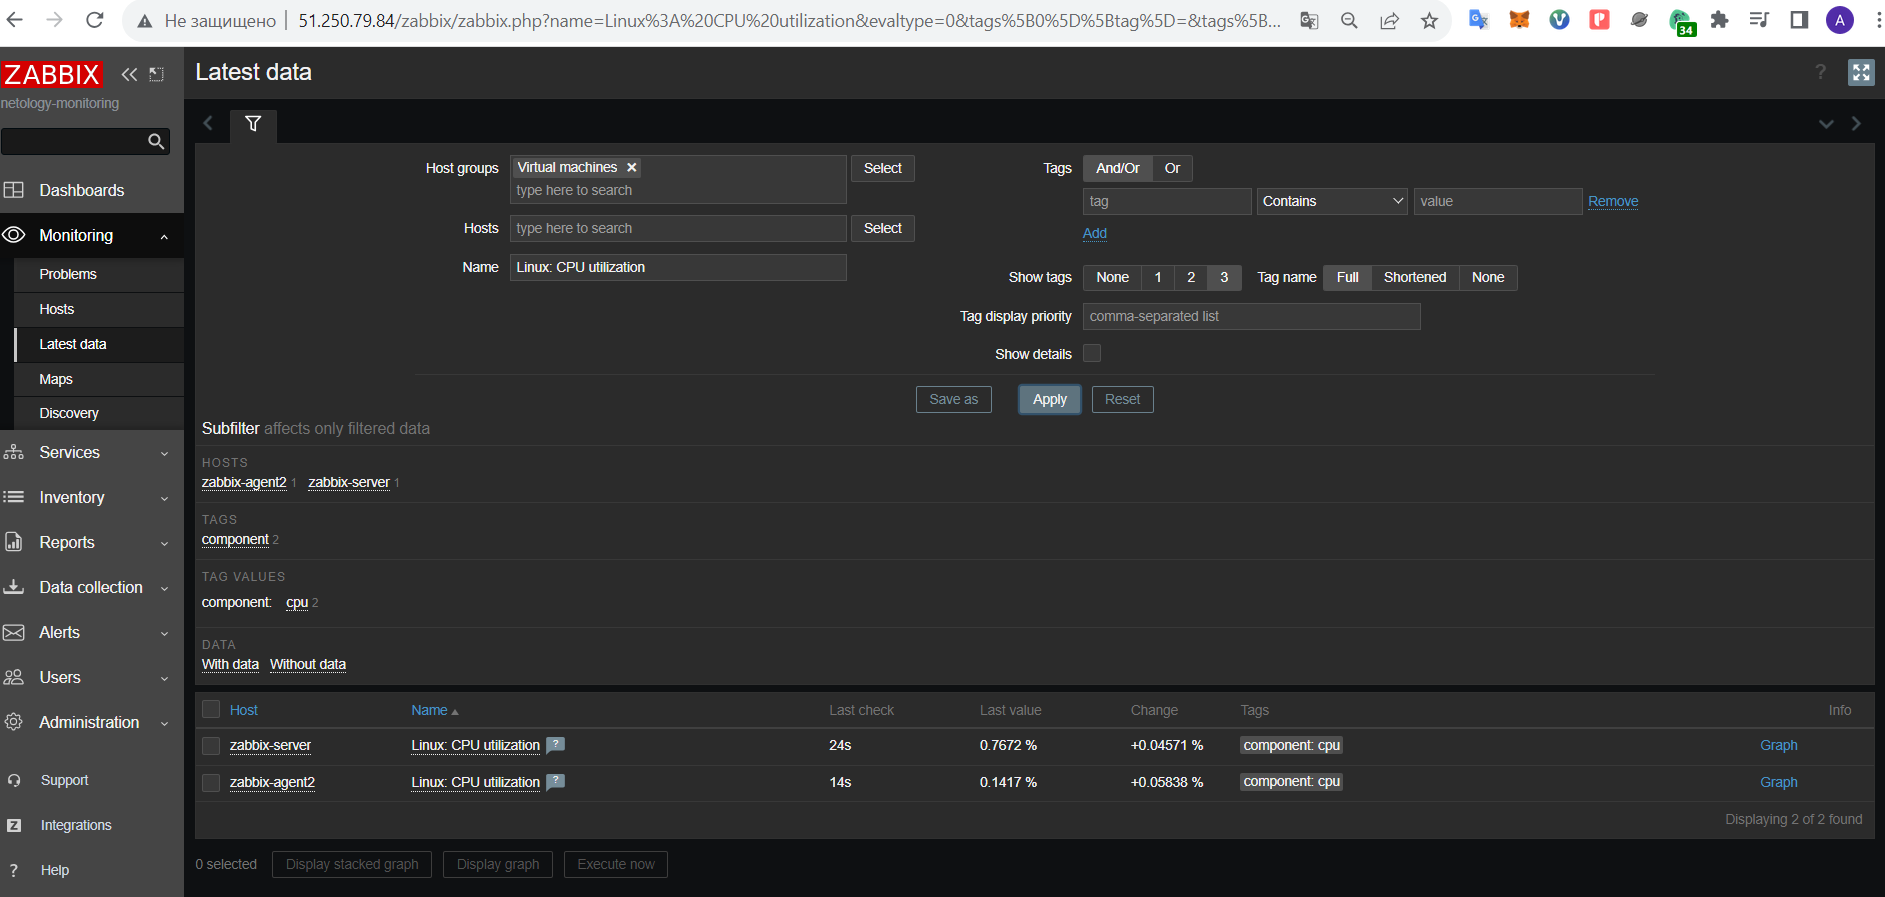 Не защищено
51.250.79.84/zabbix/zabbix.php?name=Linux%3A%20CPU%20utilization&evaltype=0&tags%5B0%5D%5Btag%5D=&tags%5B...
34
A
ZABBIX
netology-monitoring
Dashboards
Monitoring
Problems
Hosts
Latest data
Maps
Discovery
Services
Inventory
Reports
Data collection
Alerts
Users
Administration
Support
Z Integrations
? Help
Latest data
?
Host groups Virtual machines
type here to search
Select
Hosts type here to search Select
Name Linux: CPU utilization
Tags And/Or Or
tag Contains value Remove
Add
Show tags None 1 2 3 Tag name Full Shortened None
Tag display priority comma-separated list
Show details
Save as Apply Reset
Subfilter affects only filtered data
HOSTS
zabbix-agent2 1 zabbix-server 1
TAGS
component 2
TAG VALUES
component: cpu 2
DATA
With data Without data
Host Name Last check Last value Change Tags Info
zabbix-server Linux: CPU utilization ? 24s 0.7672 % +0.04571 % component: cpu Graph
zabbix-agent2 Linux: CPU utilization ? 14s 0.1417 % +0.05838 % component: cpu Graph
Displaying 2 of 2 found
0 selected Display stacked graph Display graph Execute now